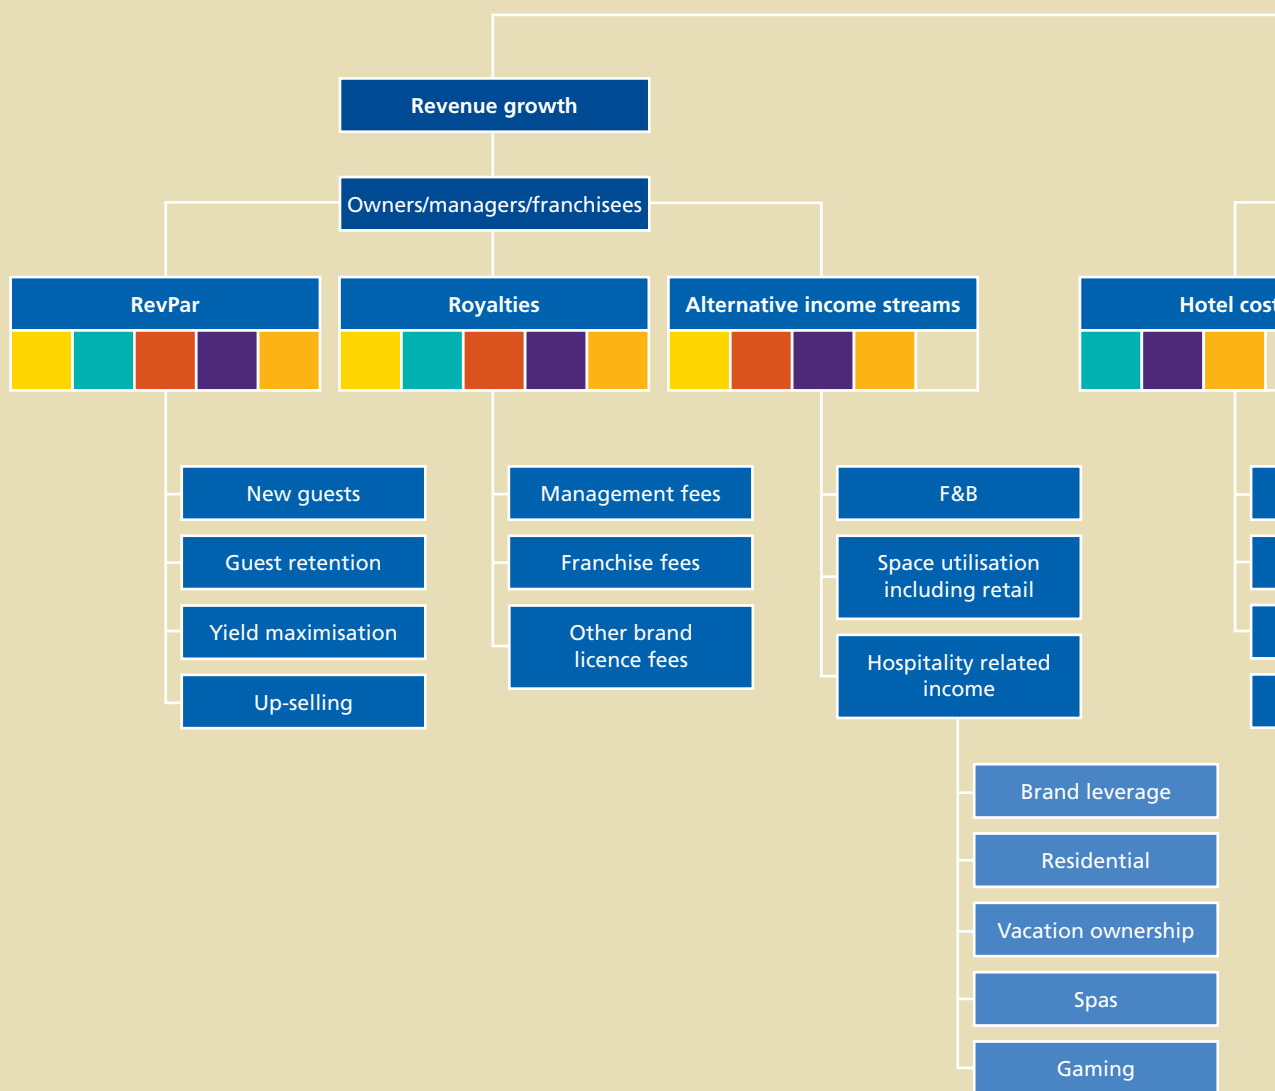 Revenue growth
Owners/managers/franchisees
RevPar
Royalties
Alternative income streams
Hotel
New guests
Guest retention
Yield maximisation
Up-selling
Management fees
Franchise fees
Other brand
licence fees
F&B
Space utilisation
including retail
Hospitality related
income
Brand leverage
Residential
Vacation ownership
Spas
Gaming